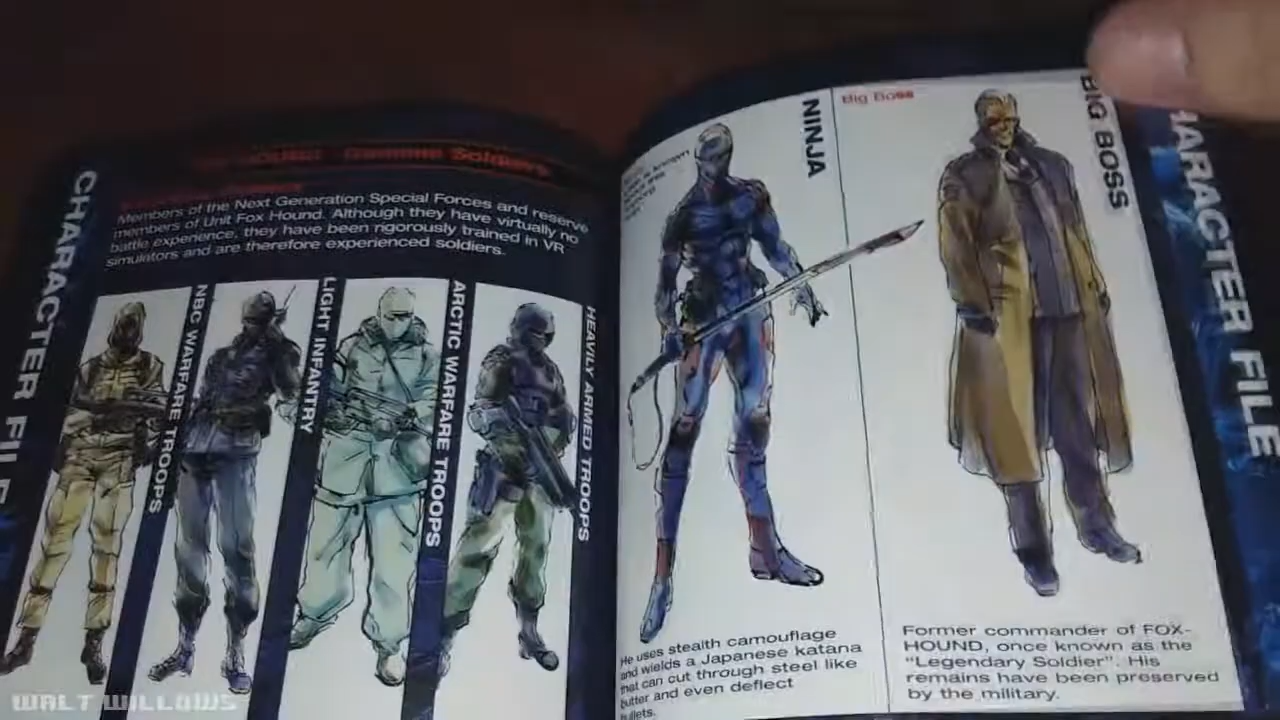 CHARACTER FILE
Genome Soldiers
Members of the Next Generation Special Forces and reserve
members of Unit Fox Hound. Although they have virtually no
battle experience, they have been rigorously trained in VR
simulators and are therefore experienced soldiers.
NBC WARFARE TROOPS
LIGHT INFANTRY
ARCTIC WARFARE TROOPS
HEAVILY ARMED TROOPS
NINJA
is known
He uses stealth camouflage
and wields a Japanese katana
that can cut through steel like
butter and even deflect
bullets.
Big Boss
BIG BOSS
Former commander of FOX-
HOUND, once known as the
“Legendary Soldier”. His
remains have been preserved
by the military.
CHARACTER FILE
WALT WILLOWS